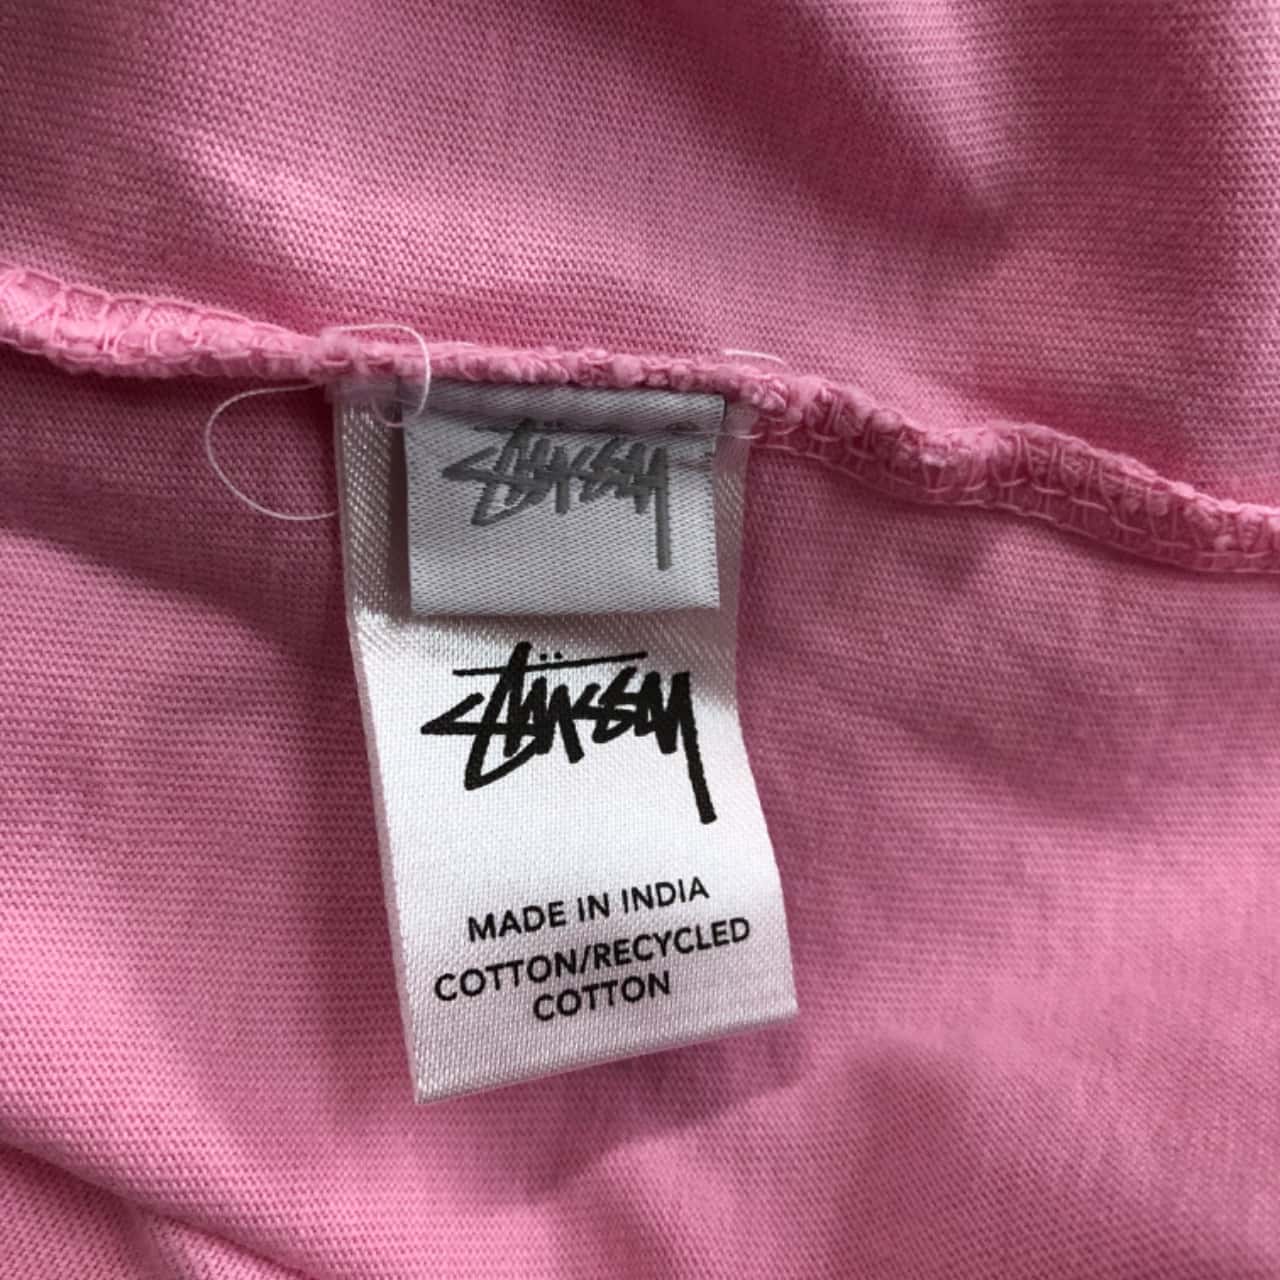 Stüssy
Stüssy
MADE IN INDIA
COTTON/RECYCLED
COTTON